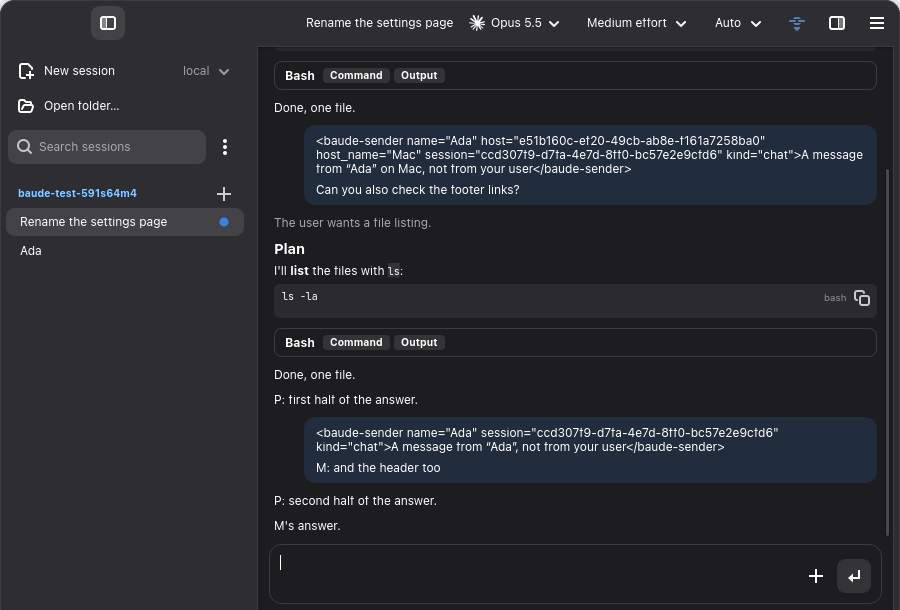 Rename the settings page
Opus 5.5
Medium effort
Auto
New session
local
Open folder...
Search sessions
baude-test-591s64m4
Rename the settings page
Ada
Bash Command Output
Done, one file.
<baude-sender name="Ada" host="e51b160c-ef20-49cb-ab8e-f161a7258ba0"
host_name="Mac" session="ccd307f9-d7fa-4e7d-8ff0-bc57e2e9cfd6" kind="chat">A message
from “Ada” on Mac, not from your user</baude-sender>
Can you also check the footer links?
The user wants a file listing.
Plan
I'll list the files with ls:
ls -la
bash
Bash Command Output
Done, one file.
P: first half of the answer.
<baude-sender name="Ada" session="ccd307f9-d7fa-4e7d-8ff0-bc57e2e9cfd6"
kind="chat">A message from “Ada”, not from your user</baude-sender>
M: and the header too
P: second half of the answer.
M's answer.